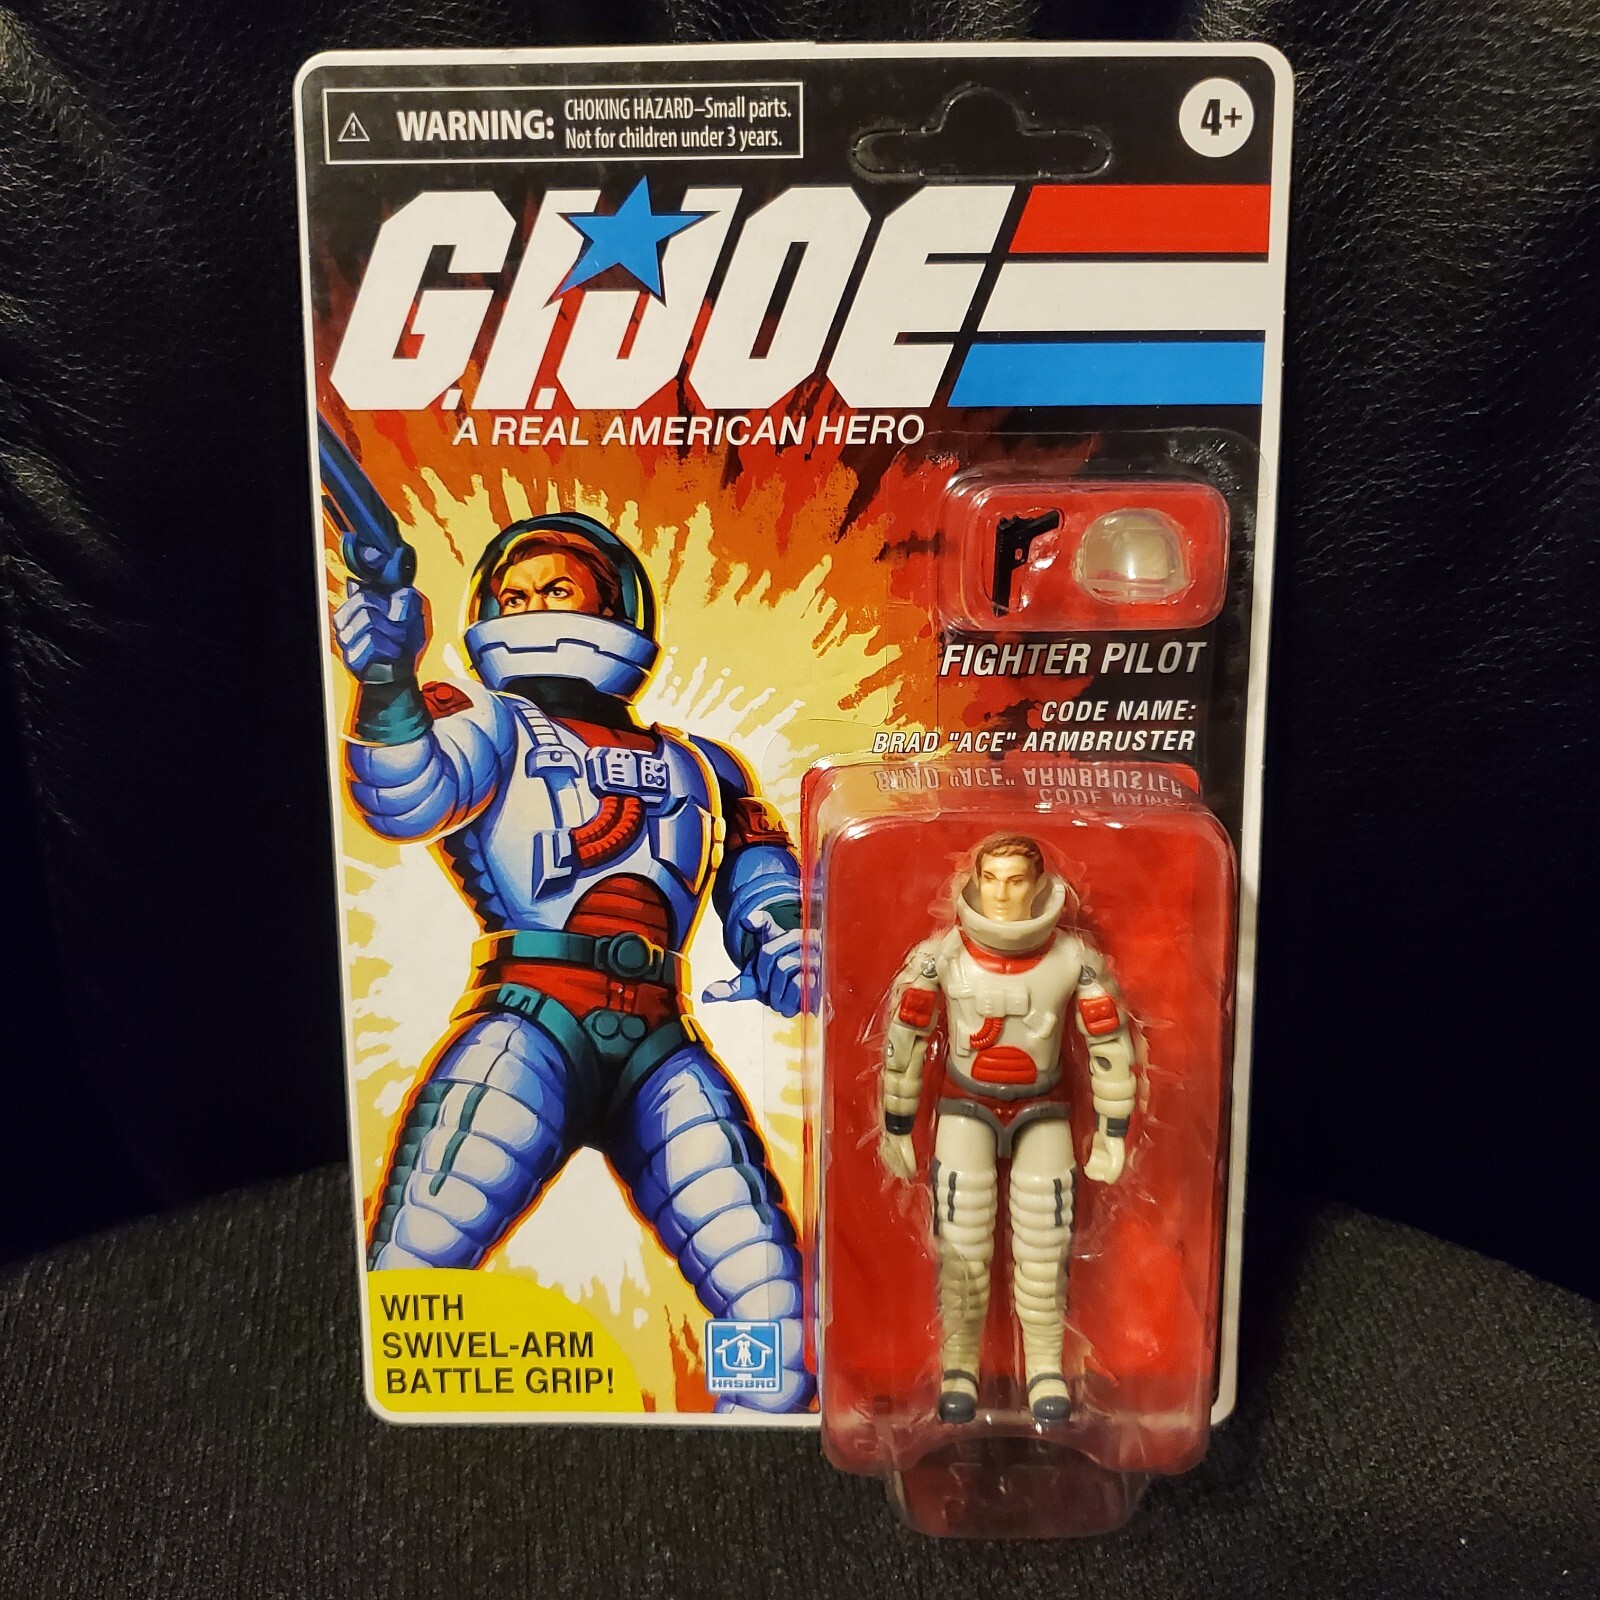 WARNING: CHOKING HAZARD–Small parts.
Not for children under 3 years.
4+
G.I.JOE
A REAL AMERICAN HERO
FIGHTER PILOT
CODE NAME:
BRAD "ACE" ARMBRUSTER
WITH
SWIVEL-ARM
BATTLE GRIP!
HASBRO